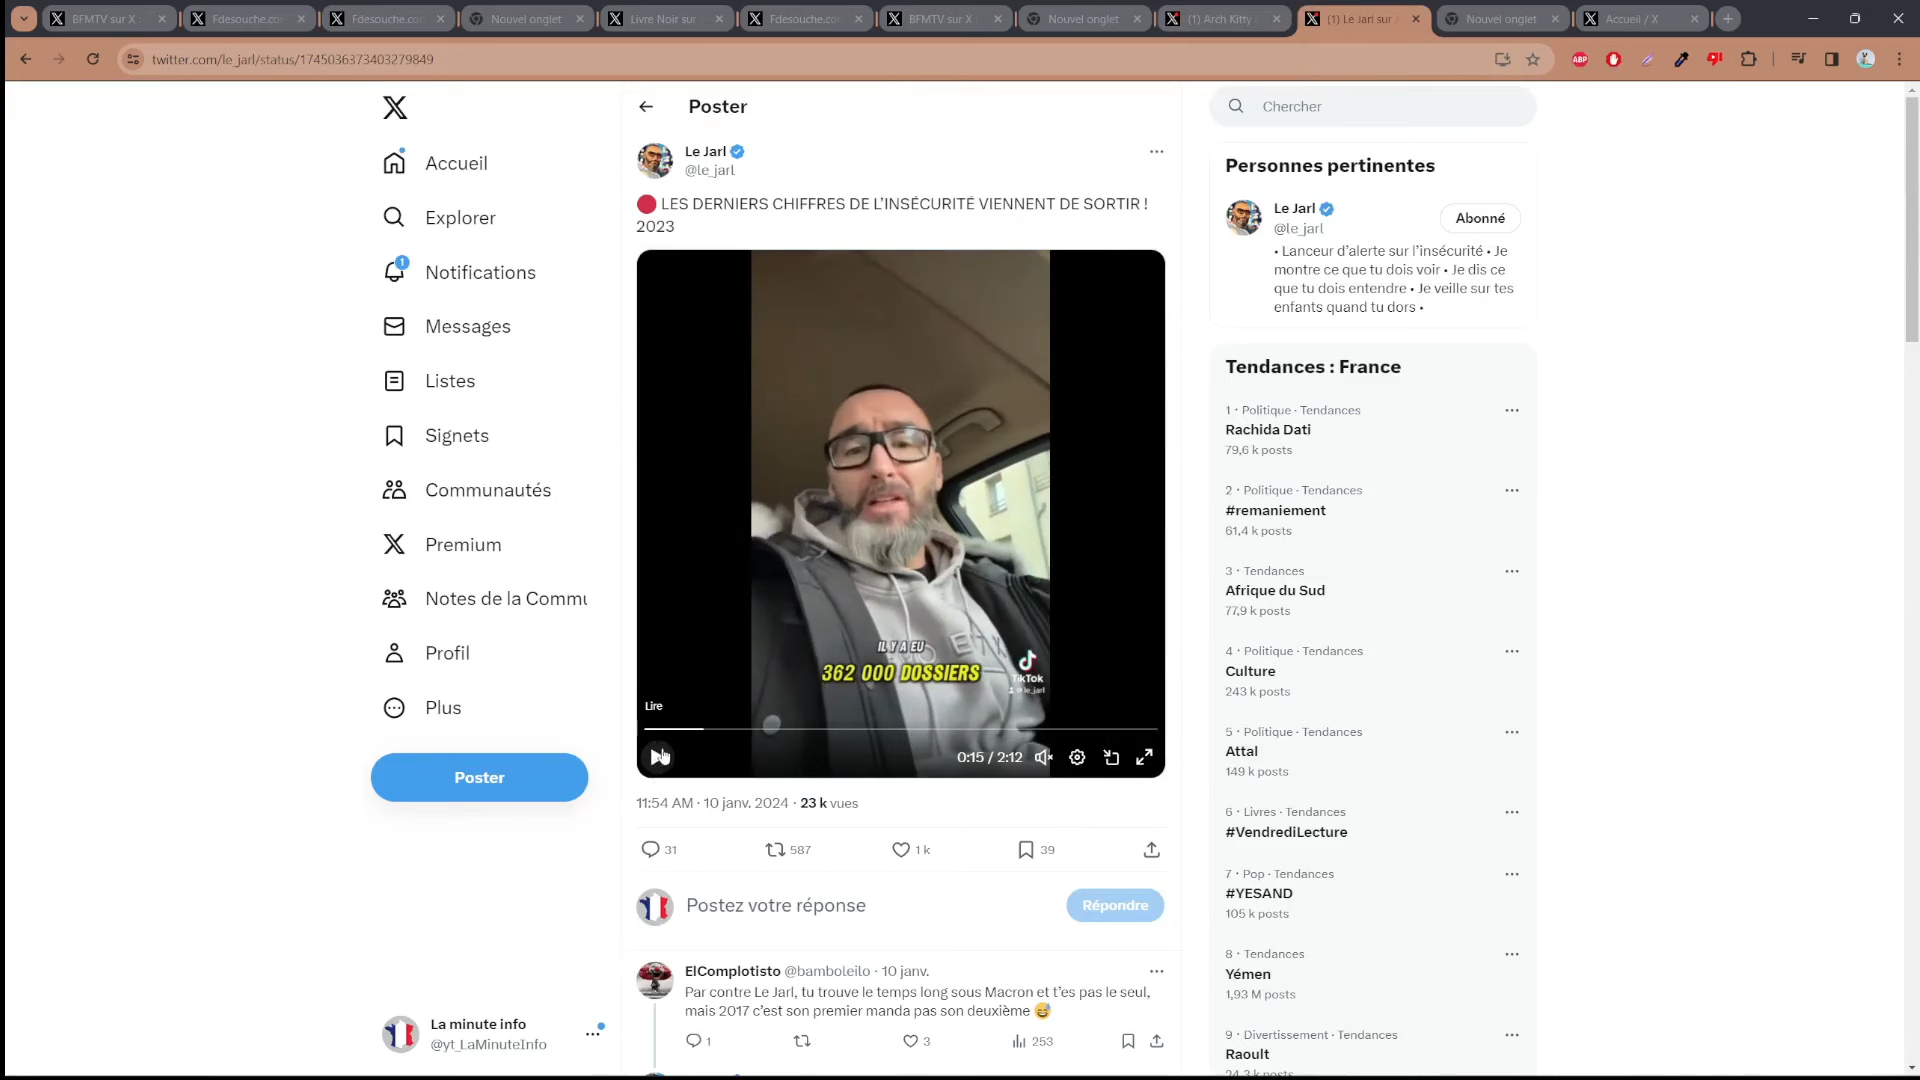 BFMTV sur X
Fdesouche.co
Fdesouche.co
Nouvel onglet
Livre Noir sur
Fdesouche.co
BFMTV sur X
Nouvel onglet
(1) Arch Kitty
(1) Le Jarl sur
Nouvel onglet
Accueil / X
twitter.com/le_jarl/status/1745036373403279849
ABP
Accueil
Explorer
1
Notifications
Messages
Listes
Signets
Communautés
Premium
Notes de la Commu
Profil
Plus
Poster
La minute info
@yt_LaMinuteInfo
Poster
Le Jarl
@le_jarl
LES DERNIERS CHIFFRES DE L'INSÉCURITÉ VIENNENT DE SORTIR !
2023
IL Y A EU
362 000 DOSSIERS
TikTok
@le_jarl
Lire
0:15 / 2:12
11:54 AM · 10 janv. 2024 · 23 k vues
31 587 1 k 39
Postez votre réponse
Répondre
ElComplotisto @bamboleilo · 10 janv.
Par contre Le Jarl, tu trouve le temps long sous Macron et t'es pas le seul,
mais 2017 c'est son premier manda pas son deuxième 😅
1 3 253
Chercher
Personnes pertinentes
Le Jarl
@le_jarl
Abonné
• Lanceur d'alerte sur l'insécurité • Je
montre ce que tu dois voir • Je dis ce
que tu dois entendre • Je veille sur tes
enfants quand tu dors •
Tendances : France
1 · Politique · Tendances
Rachida Dati
79,6 k posts
2 · Politique · Tendances
#remaniement
61,4 k posts
3 · Tendances
Afrique du Sud
77,9 k posts
4 · Politique · Tendances
Culture
243 k posts
5 · Politique · Tendances
Attal
149 k posts
6 · Livres · Tendances
#VendrediLecture
7 · Pop · Tendances
#YESAND
105 k posts
8 · Tendances
Yémen
1,93 M posts
9 · Divertissement · Tendances
Raoult
24,3 k posts